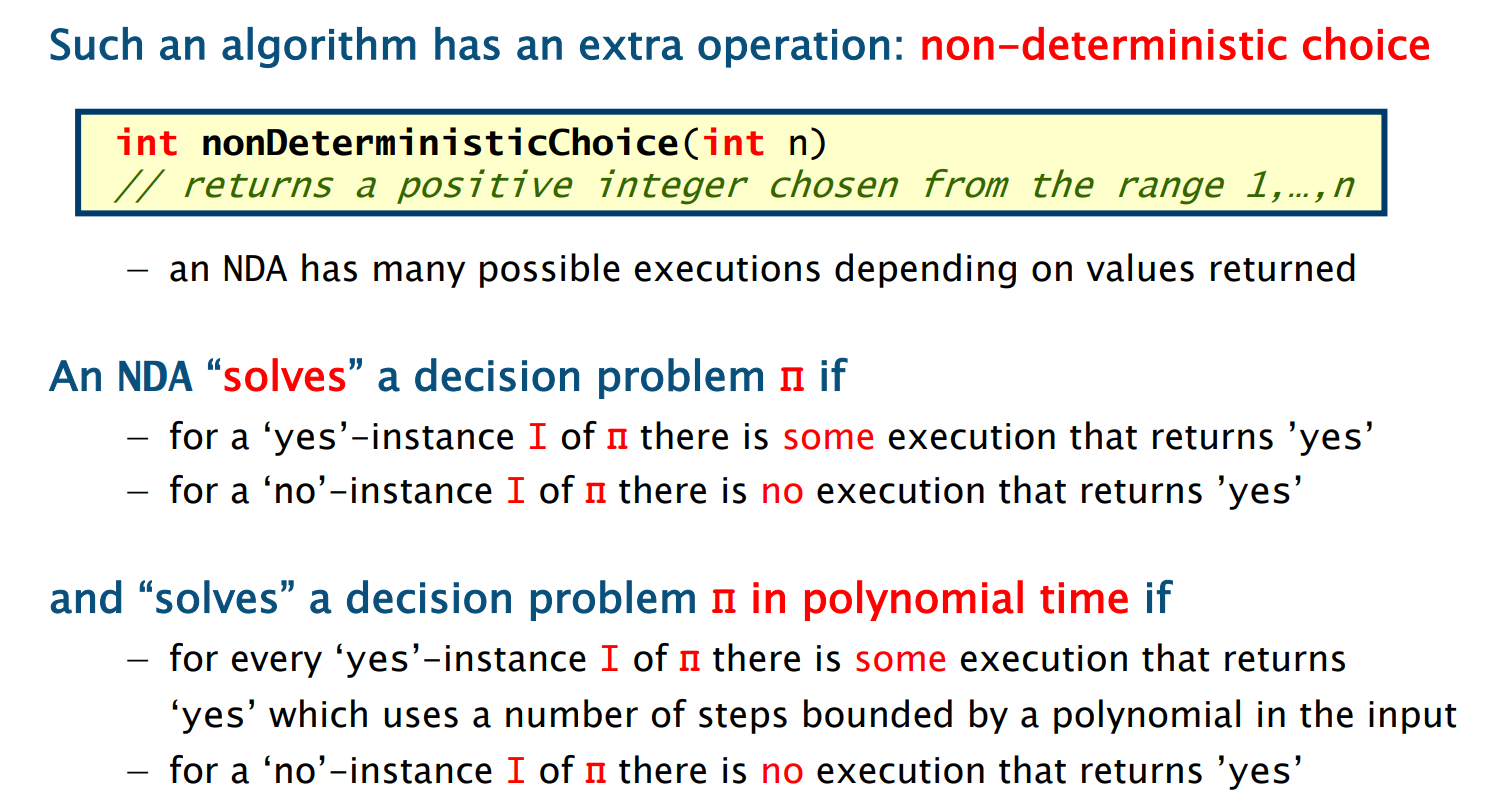 Such an algorithm has an extra operation: non-deterministic choice
int nonDeterministicChoice(int n)
// returns a positive integer chosen from the range 1,…,n
– an NDA has many possible executions depending on values returned
An NDA “solves” a decision problem Π if
– for a ‘yes’-instance I of Π there is some execution that returns ’yes’
– for a ‘no’-instance I of Π there is no execution that returns ’yes’
and “solves” a decision problem Π in polynomial time if
– for every ‘yes’-instance I of Π there is some execution that returns
‘yes’ which uses a number of steps bounded by a polynomial in the input
– for a ‘no’-instance I of Π there is no execution that returns ’yes’